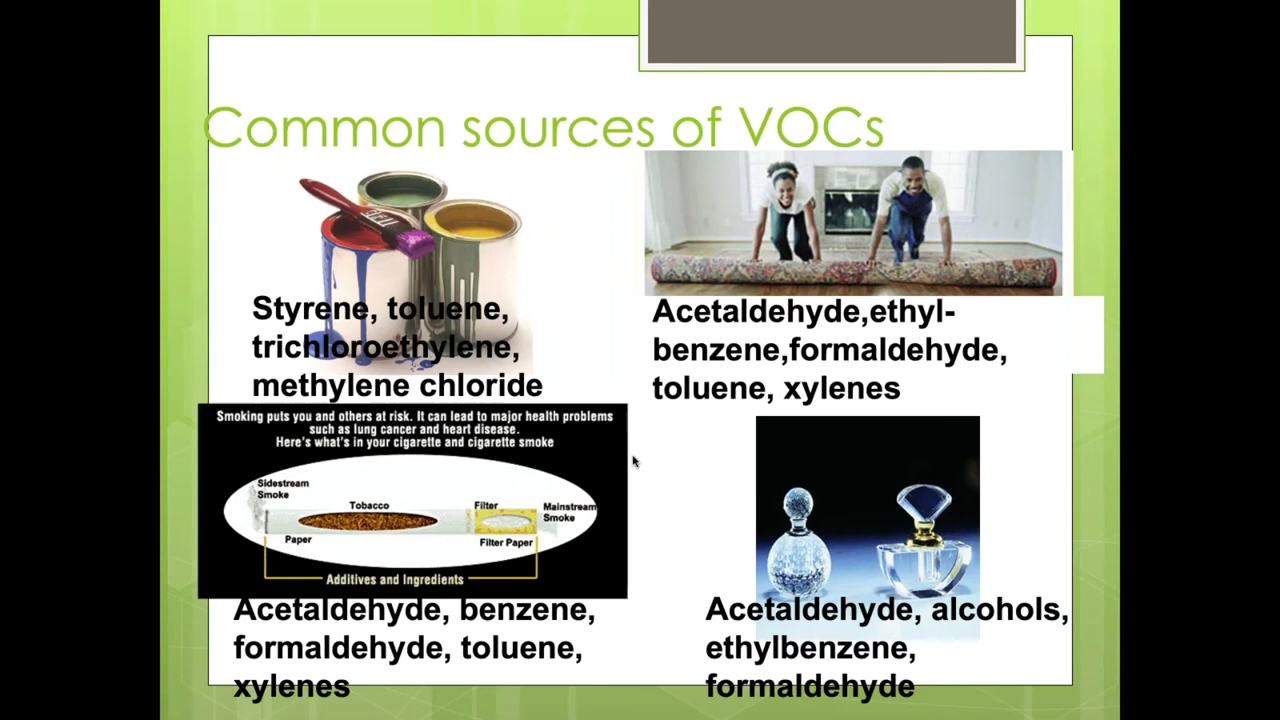 Common sources of VOCs
Styrene, toluene,
trichloroethylene,
methylene chloride
Acetaldehyde,ethyl-
benzene,formaldehyde,
toluene, xylenes
Smoking puts you and others at risk. It can lead to major health problems
such as lung cancer and heart disease.
Here's what's in your cigarette and cigarette smoke
Sidestream
Smoke
Tobacco
Filter
Mainstream
Smoke
Paper
Filter Paper
Additives and Ingredients
Acetaldehyde, benzene,
formaldehyde, toluene,
xylenes
Acetaldehyde, alcohols,
ethylbenzene,
formaldehyde